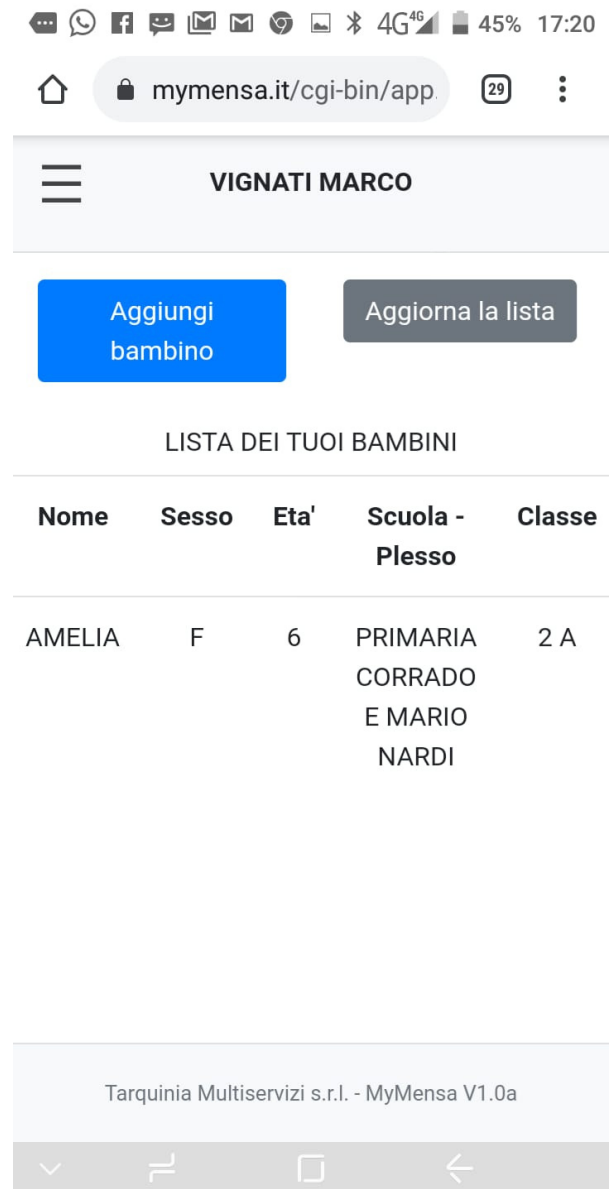 4G 4G 45% 17:20
mymensa.it/cgi-bin/app. 29
VIGNATI MARCO
Aggiungi bambino
Aggiorna la lista
LISTA DEI TUOI BAMBINI
Nome Sesso Eta' Scuola - Plesso Classe
AMELIA F 6 PRIMARIA CORRADO E MARIO NARDI 2 A
Tarquinia Multiservizi s.r.l. - MyMensa V1.0a